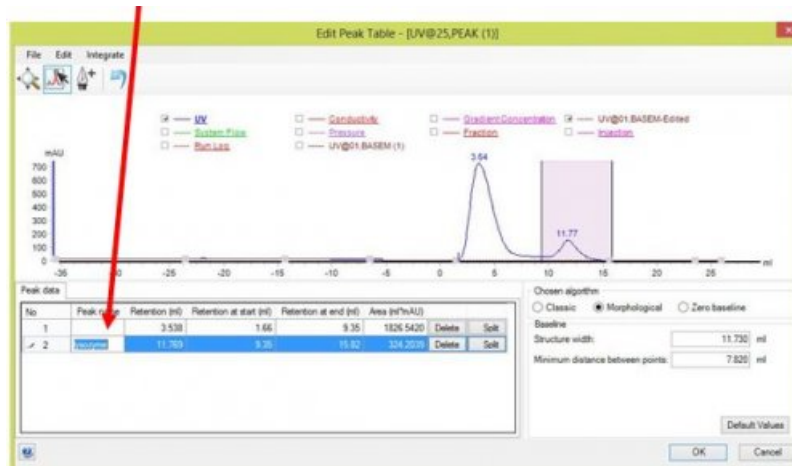 Edit Peak Table - [UV@25,PEAK (1)]
File Edit Integrate
UV Conductivity Gradient Concentration UV@01,BASEM-Edited
System Flow Pressure Fraction Injection
Run Log UV@01,BASEM (1)
mAU
700
600
500
400
300
200
100
0
3.64
11.77
-35 -30 -25 -20 -15 -10 -5 0 5 10 15 20 25 ml
Peak data
No Peak name Retention (ml) Retention at start (ml) Retention at end (ml) Area (ml*mAU)
1 3.538 1.66 9.35 1826.5420 Delete Split
2 11.769 9.35 15.82 324.2039 Delete Split
Chosen algorithm
Classic Morphological Zero baseline
Baseline
Structure width: 11.730 ml
Minimum distance between points: 7.820 ml
Default Values
OK Cancel